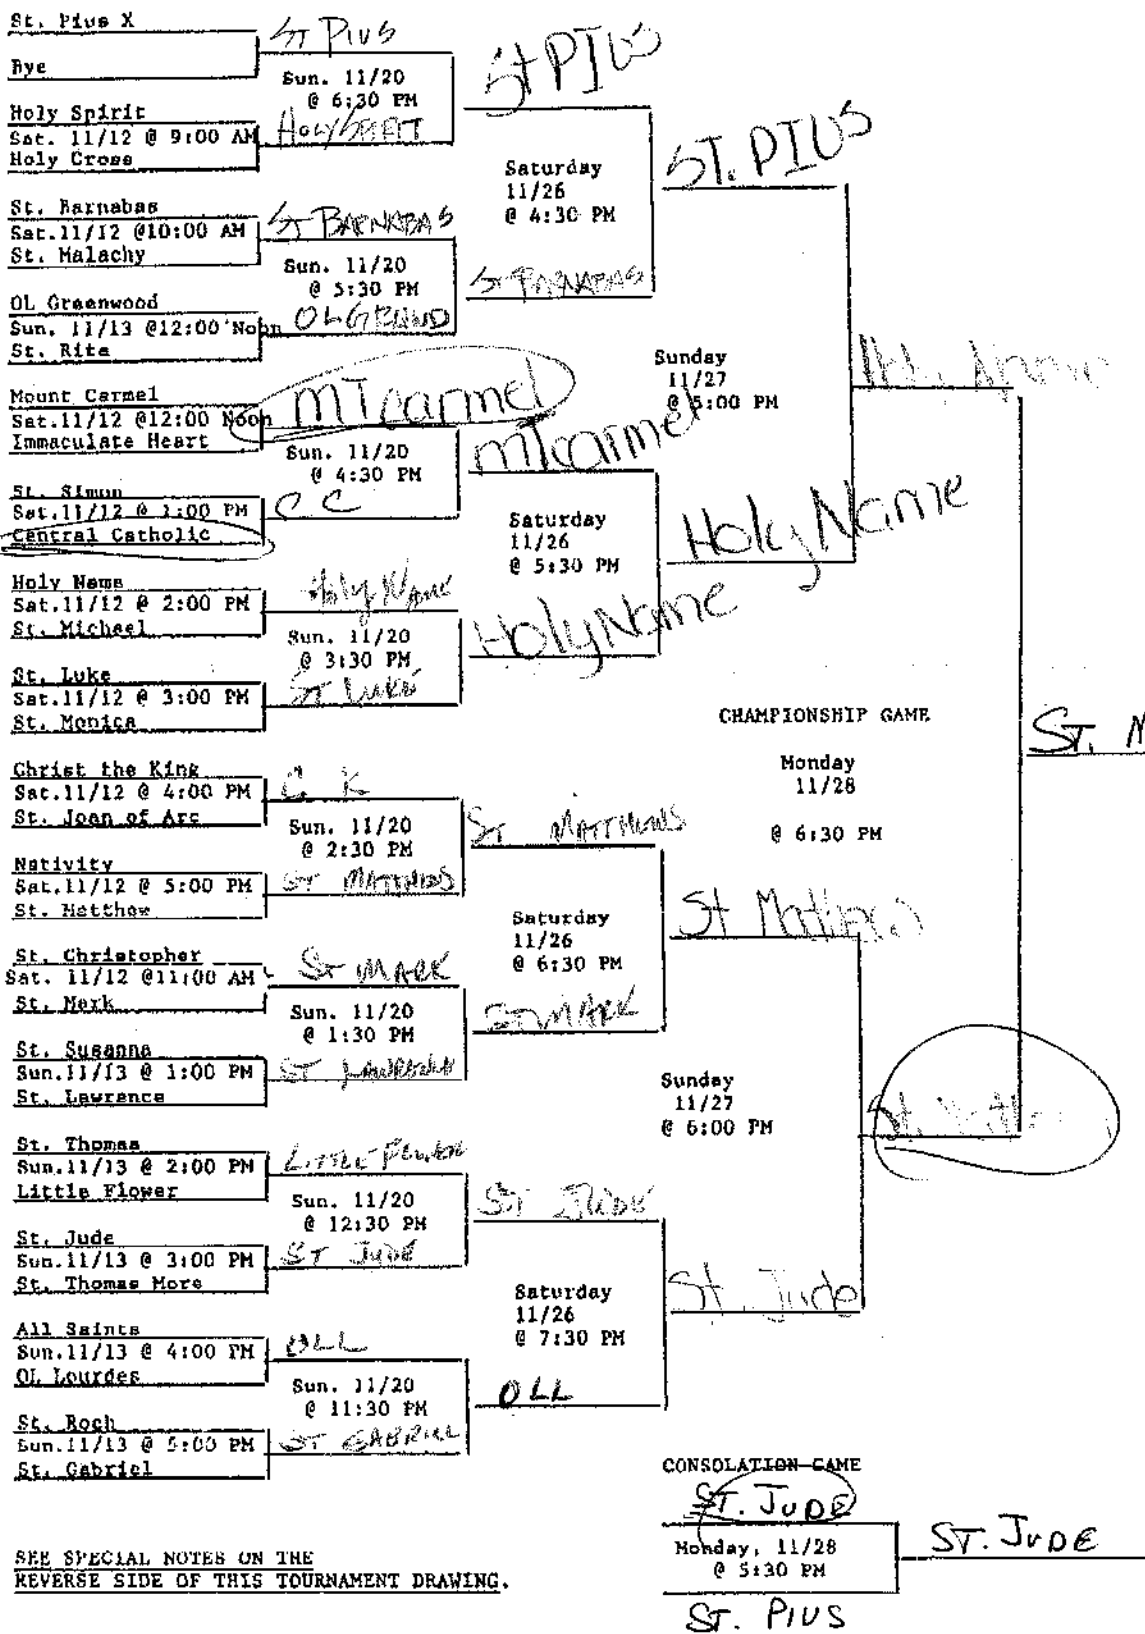 St. Pius X
ST PIUS
Bye
Sun. 11/20
@ 6:30 PM
Holy Spirit
Sat. 11/12 @ 9:00 AM
Holy Cross
HOLY SPIRIT
ST PIUS
St. Barnabas
Sat.11/12 @10:00 AM
St. Malachy
ST BARNABAS
Sun. 11/20
@ 5:30 PM
OL Greenwood
Sun. 11/13 @12:00 Noon
St. Rita
ST BARNABAS
Saturday
11/26
@ 4:30 PM
ST. PIUS
Mount Carmel
Sat.11/12 @12:00 Noon
Immaculate Heart
MT carmel
Sun. 11/20
@ 4:30 PM
St. Simon
Sat.11/12 @ 1:00 PM
Central Catholic
C C
MT carmel
Holy Name
Sat.11/12 @ 2:00 PM
St. Michael
Holy Name
Sun. 11/20
@ 3:30 PM
St. Luke
Sat.11/12 @ 3:00 PM
St. Monica
ST LUKE
Holy Name
Saturday
11/26
@ 5:30 PM
Holy Name
Sunday
11/27
@ 5:00 PM
Holy
CHAMPIONSHIP GAME
Monday
11/28
@ 6:30 PM
ST. M
Christ the King
Sat.11/12 @ 4:00 PM
St. Joan of Arc
C K
Sun. 11/20
@ 2:30 PM
Nativity
Sat.11/12 @ 5:00 PM
St. Matthew
ST MATTHEWS
ST MATTHEWS
St. Christopher
Sat. 11/12 @11:00 AM
St. Mark
ST MARK
Sun. 11/20
@ 1:30 PM
St. Susanna
Sun.11/13 @ 1:00 PM
St. Lawrence
ST LAWRENCE
ST MARK
Saturday
11/26
@ 6:30 PM
St Matthew
Sunday
11/27
@ 6:00 PM
St.
St. Thomas
Sun.11/13 @ 2:00 PM
Little Flower
LITTLE FLOWER
Sun. 11/20
@ 12:30 PM
St. Jude
Sun.11/13 @ 3:00 PM
St. Thomas More
ST JUDE
ST JUDE
All Saints
Sun.11/13 @ 4:00 PM
OL Lourdes
OLL
Sun. 11/20
@ 11:30 PM
St. Roch
Sun.11/13 @ 5:00 PM
St. Gabriel
ST GABRIEL
OLL
Saturday
11/26
@ 7:30 PM
St. Jude
CONSOLATION GAME
ST. JUDE
Monday, 11/28
@ 5:30 PM
ST. PIUS
ST. JUDE
SEE SPECIAL NOTES ON THE
REVERSE SIDE OF THIS TOURNAMENT DRAWING.